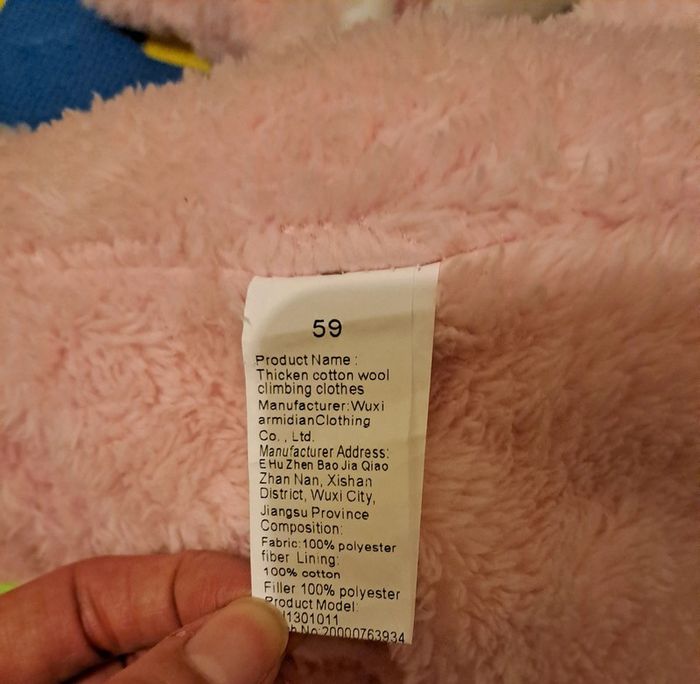 59
Product Name :
Thicken cotton wool
climbing clothes
Manufacturer:Wuxi
armidianClothing
Co. , Ltd.
Manufacturer Address:
E Hu Zhen Bao Jia Qiao
Zhan Nan, Xishan
District, Wuxi City,
Jiangsu Province
Composition:
Fabric:100% polyester
fiber Lining:
100% cotton
Filler 100% polyester
Product Model:
1301011
No:20000763934